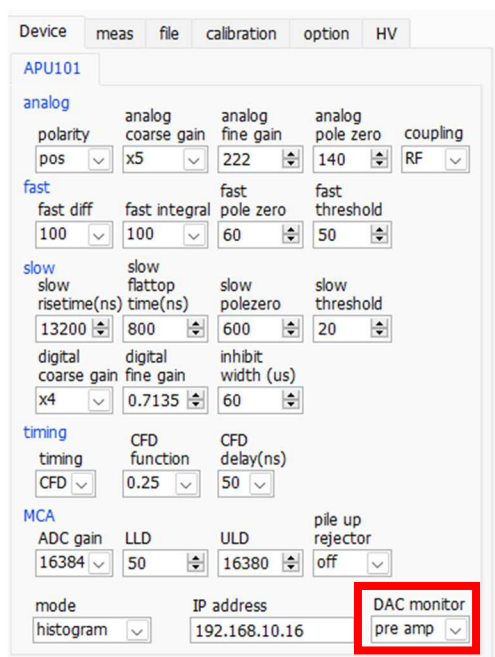 Device meas file calibration option HV
APU101
analog
polarity analog coarse gain analog fine gain analog pole zero coupling
pos x5 222 140 RF
fast
fast diff fast integral fast pole zero fast threshold
100 100 60 50
slow
slow risetime(ns) slow flattop time(ns) slow polezero slow threshold
13200 800 600 20
digital coarse gain digital fine gain inhibit width (us)
x4 0.7135 60
timing
timing CFD function CFD delay(ns)
CFD 0.25 50
MCA
ADC gain LLD ULD pile up rejector
16384 50 16380 off
mode IP address DAC monitor
histogram 192.168.10.16 pre amp